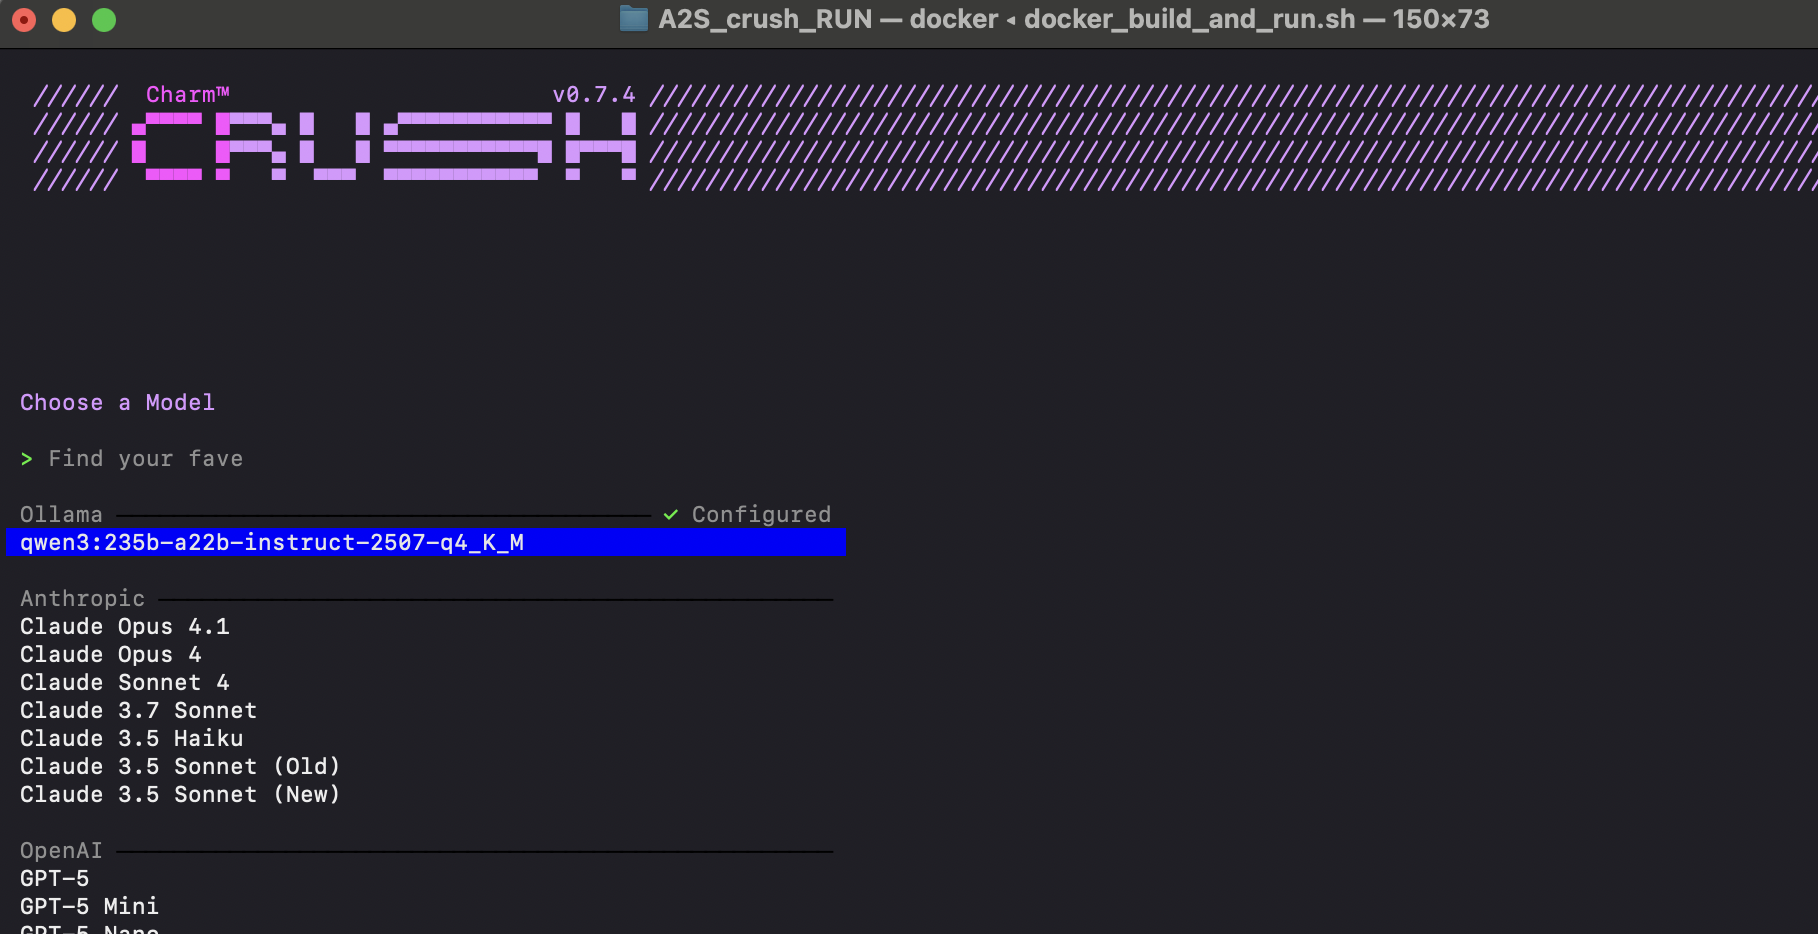 A2S_crush_RUN — docker ◂ docker_build_and_run.sh — 150×73
Charm™ v0.7.4
CRUSH
Choose a Model
> Find your fave
Ollama ✓ Configured
qwen3:235b-a22b-instruct-2507-q4_K_M
Anthropic
Claude Opus 4.1
Claude Opus 4
Claude Sonnet 4
Claude 3.7 Sonnet
Claude 3.5 Haiku
Claude 3.5 Sonnet (Old)
Claude 3.5 Sonnet (New)
OpenAI
GPT-5
GPT-5 Mini
GPT-5 Nano